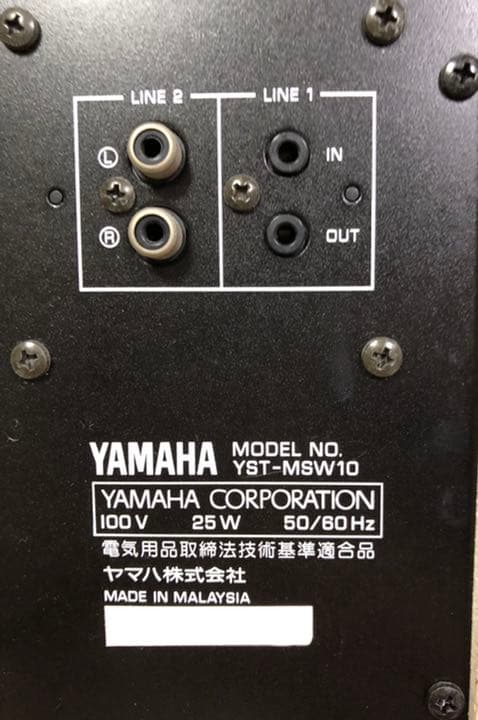 LINE 2 LINE 1
L IN
R OUT
YAMAHA MODEL NO.
YST-MSW10
YAMAHA CORPORATION
100V 25W 50/60Hz
電気用品取締法技術基準適合品
ヤマハ株式会社
MADE IN MALAYSIA